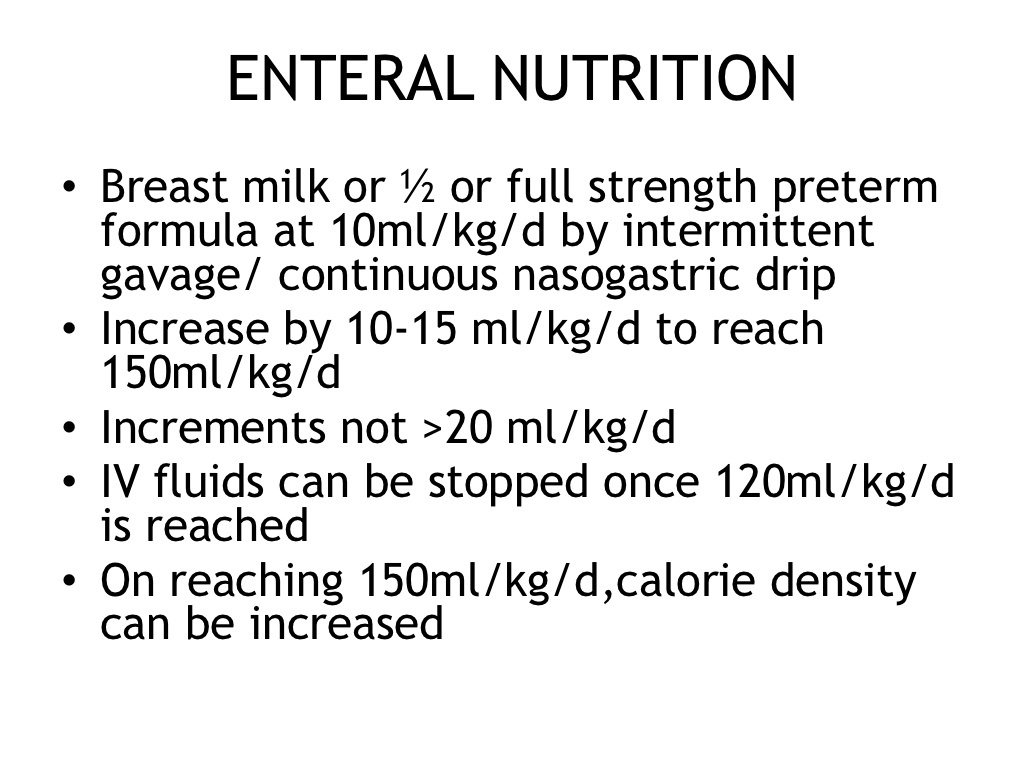 ENTERAL NUTRITION
• Breast milk or ½ or full strength preterm
formula at 10ml/kg/d by intermittent
gavage/ continuous nasogastric drip
• Increase by 10-15 ml/kg/d to reach
150ml/kg/d
• Increments not >20 ml/kg/d
• IV fluids can be stopped once 120ml/kg/d
is reached
• On reaching 150ml/kg/d,calorie density
can be increased